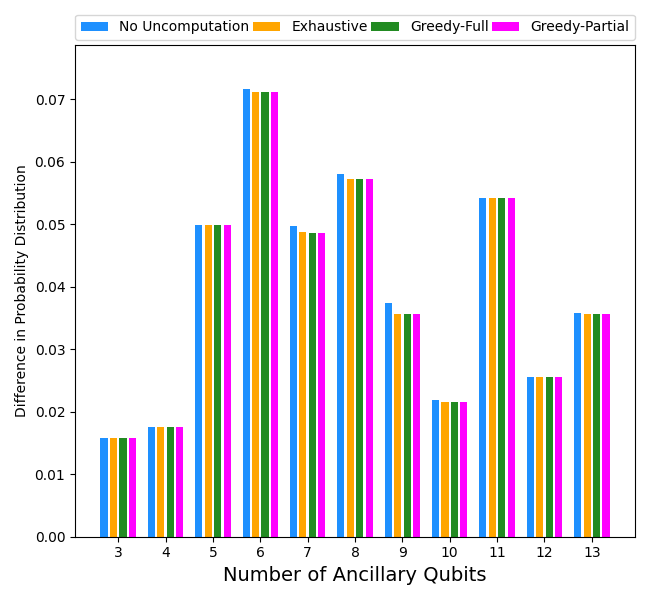 No Uncomputation Exhaustive Greedy-Full Greedy-Partial
Difference in Probability Distribution
0.07
0.06
0.05
0.04
0.03
0.02
0.01
0.00
3 4 5 6 7 8 9 10 11 12 13
Number of Ancillary Qubits